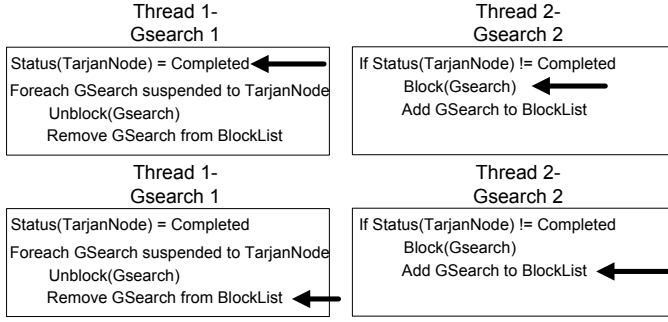 Thread 1-
Gsearch 1
Thread 2-
Gsearch 2
Status(TarjanNode) = Completed
Foreach GSearch suspended to TarjanNode
Unblock(Gsearch)
Remove GSearch from BlockList
If Status(TarjanNode) != Completed
Block(Gsearch)
Add GSearch to BlockList
Thread 1-
Gsearch 1
Thread 2-
Gsearch 2
Status(TarjanNode) = Completed
Foreach GSearch suspended to TarjanNode
Unblock(Gsearch)
Remove GSearch from BlockList
If Status(TarjanNode) != Completed
Block(Gsearch)
Add GSearch to BlockList